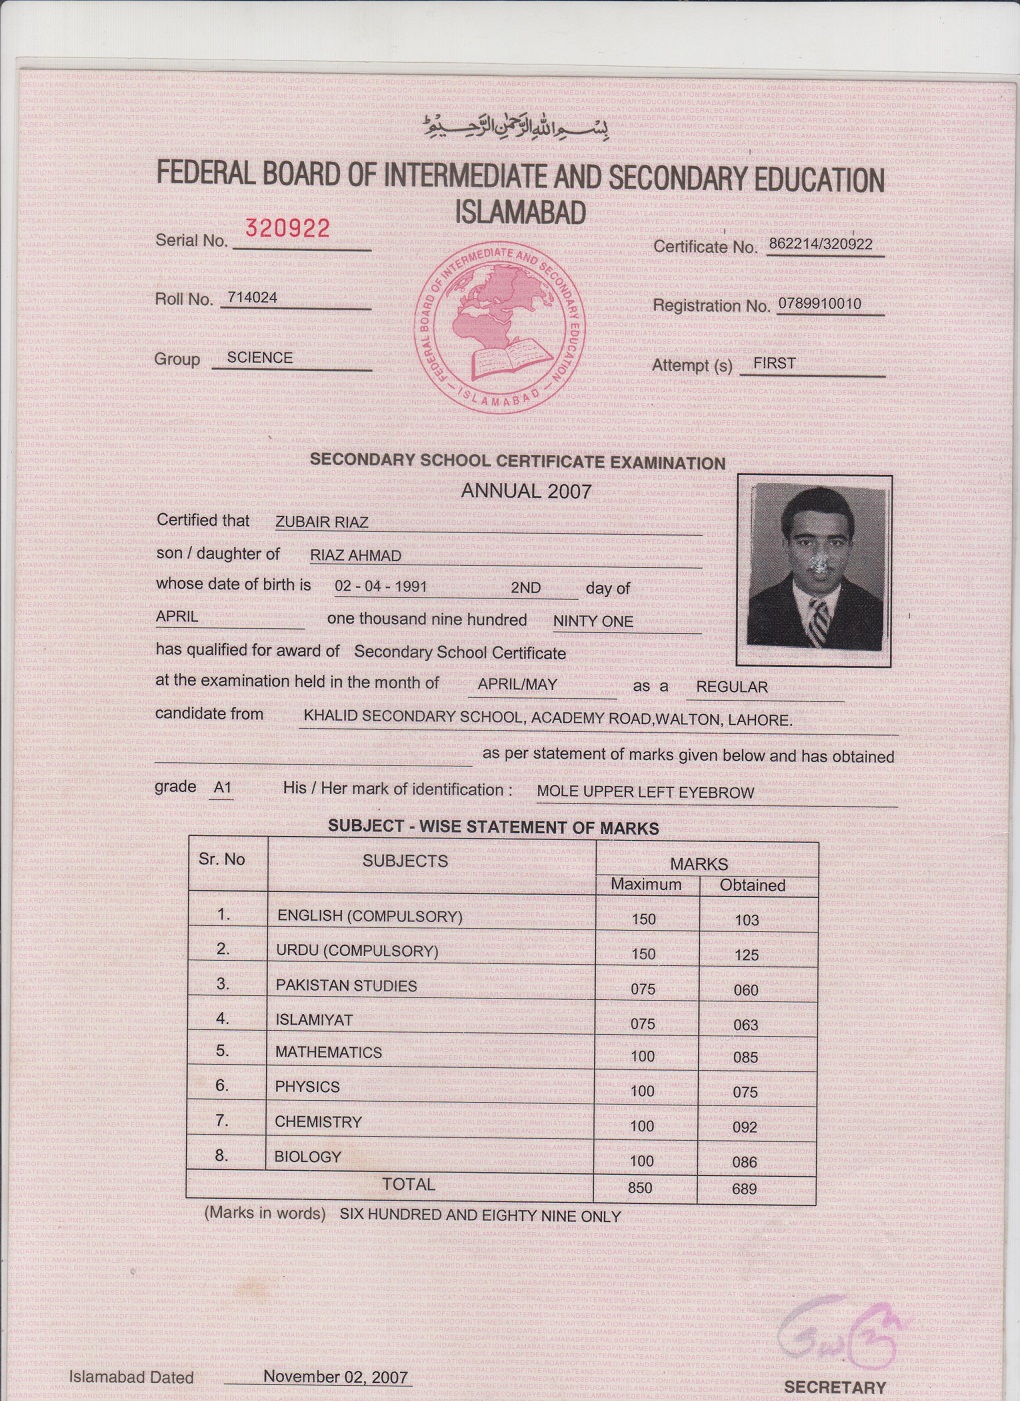 بِسْمِ اللهِ الرَّحْمٰنِ الرَّحِيْمِ
FEDERAL BOARD OF INTERMEDIATE AND SECONDARY EDUCATION
ISLAMABAD
Serial No. 320922
Certificate No. 862214/320922
Roll No. 714024
Registration No. 0789910010
Group SCIENCE
Attempt (s) FIRST
FEDERAL BOARD OF INTERMEDIATE AND SECONDARY EDUCATION
— ISLAMABAD —
SECONDARY SCHOOL CERTIFICATE EXAMINATION
ANNUAL 2007
Certified that ZUBAIR RIAZ
son / daughter of RIAZ AHMAD
whose date of birth is 02 - 04 - 1991 2ND day of
APRIL one thousand nine hundred NINTY ONE
has qualified for award of Secondary School Certificate
at the examination held in the month of APRIL/MAY as a REGULAR
candidate from KHALID SECONDARY SCHOOL, ACADEMY ROAD,WALTON, LAHORE.
as per statement of marks given below and has obtained
grade A1 His / Her mark of identification : MOLE UPPER LEFT EYEBROW
SUBJECT - WISE STATEMENT OF MARKS
Sr. No SUBJECTS MARKS
Maximum Obtained
1. ENGLISH (COMPULSORY) 150 103
2. URDU (COMPULSORY) 150 125
3. PAKISTAN STUDIES 075 060
4. ISLAMIYAT 075 063
5. MATHEMATICS 100 085
6. PHYSICS 100 075
7. CHEMISTRY 100 092
8. BIOLOGY 100 086
TOTAL 850 689
(Marks in words) SIX HUNDRED AND EIGHTY NINE ONLY
Islamabad Dated November 02, 2007
SECRETARY